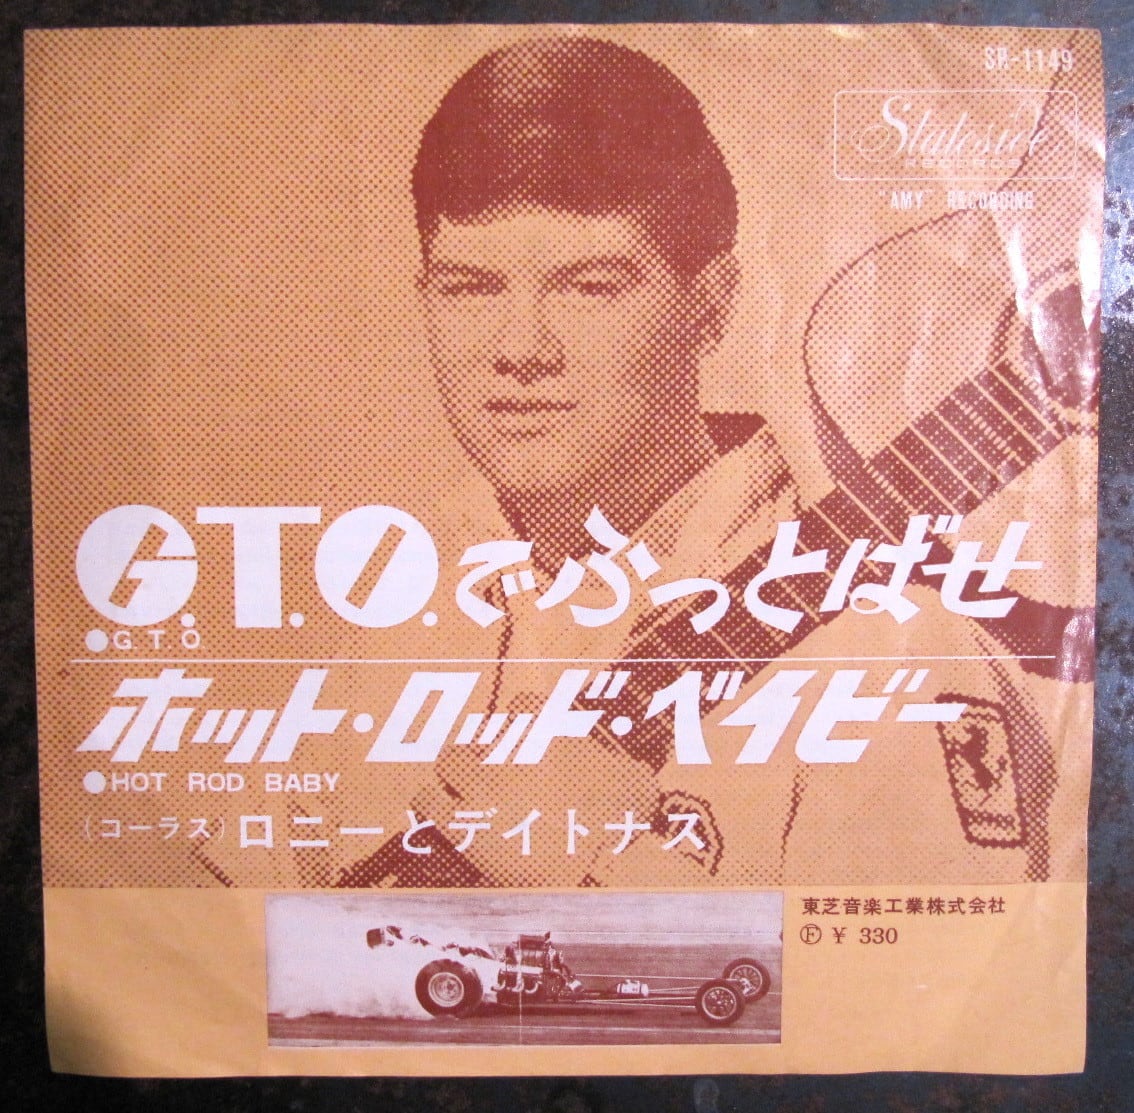 SR-1149
Stateside
RECORDS
"AMY" RECORDING
G.T.O.でぶっとばせ
●G.T.O.
ホット・ロッド・ベイビー
●HOT ROD BABY
(コーラス)ロニーとデイトナス
東芝音楽工業株式会社
Ⓕ ¥ 330